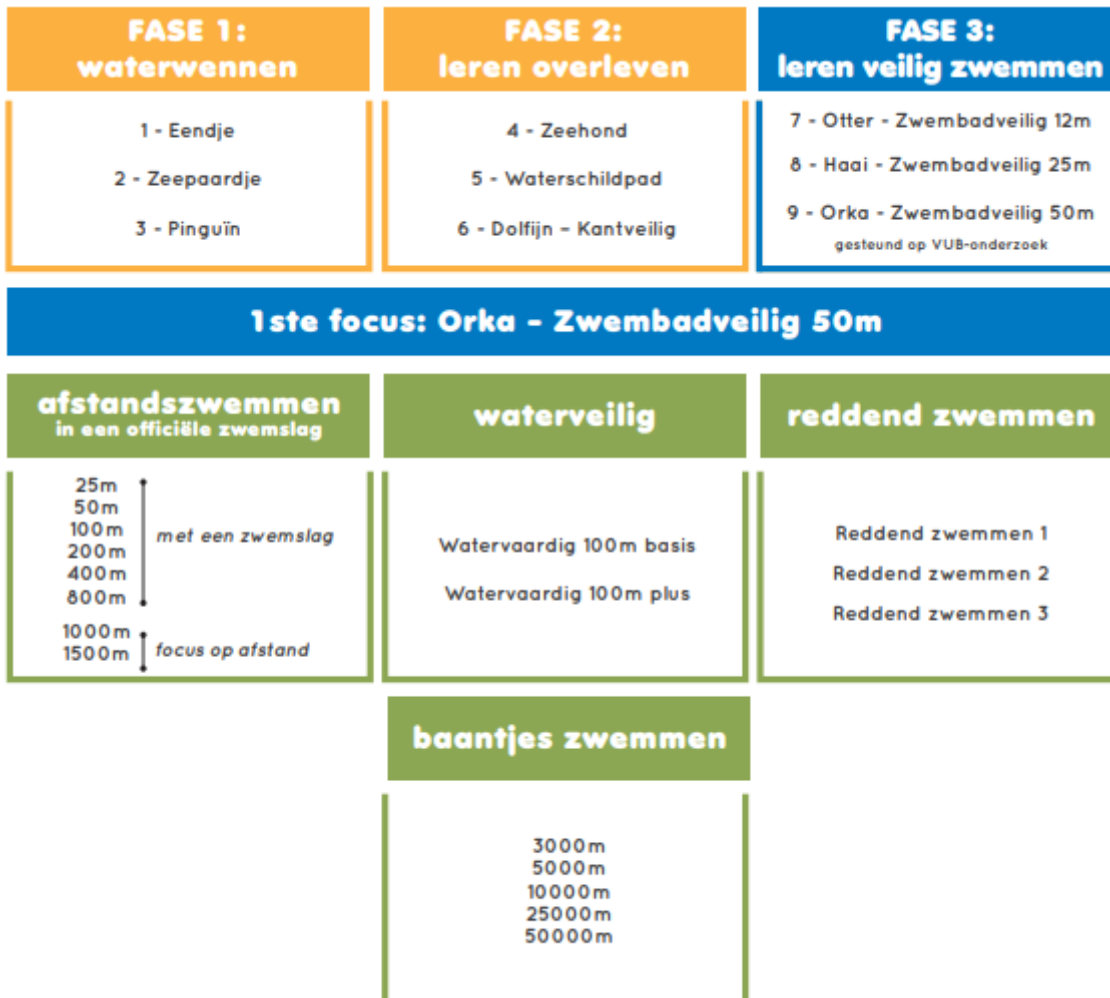 FASE 1:
waterwennen
1 - Eendje
2 - Zeepaardje
3 - Pinguïn
FASE 2:
leren overleven
4 - Zeehond
5 - Waterschildpad
6 - Dolfijn – Kantveilig
FASE 3:
leren veilig zwemmen
7 - Otter - Zwembadveilig 12m
8 - Haai - Zwembadveilig 25m
9 - Orka - Zwembadveilig 50m
gesteund op VUB-onderzoek
1ste focus: Orka - Zwembadveilig 50m
afstandszwemmen
in een officiële zwemslag
25m
50m
100m
200m
400m
800m
met een zwemslag
1000m
1500m
focus op afstand
waterveilig
Watervaardig 100m basis
Watervaardig 100m plus
reddend zwemmen
Reddend zwemmen 1
Reddend zwemmen 2
Reddend zwemmen 3
baantjes zwemmen
3000m
5000m
10000m
25000m
50000m